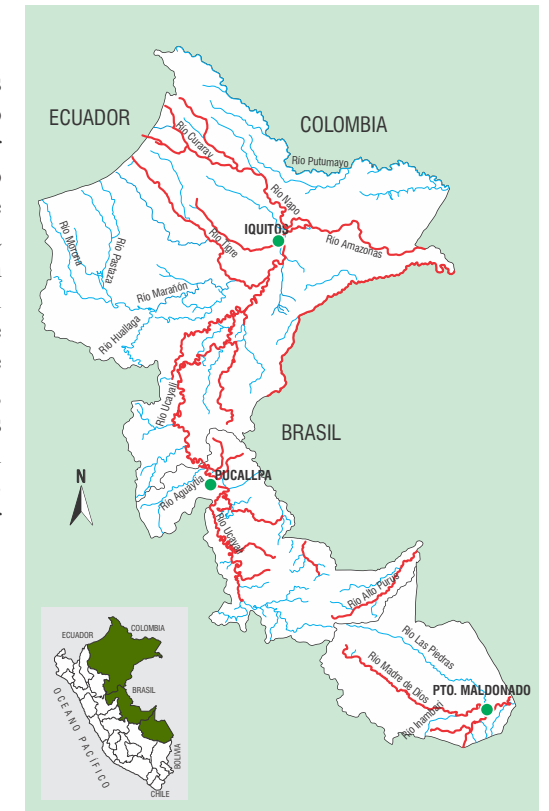 ECUADOR
COLOMBIA
Río Curaray
Río Putumayo
Río Napo
IQUITOS
Río Tigre
Río Amazonas
Río Morona
Río Pastaza
Río Marañón
Río Huallaga
Río Ucayali
BRASIL
N
PUCALLPA
Río Aguaytía
Río Ucayali
Río Alto Purus
Río Las Piedras
Río Madre de Dios
PTO. MALDONADO
Río Inambari
ECUADOR
COLOMBIA
BRASIL
OCEANO PACÍFICO
BOLIVIA
CHILE